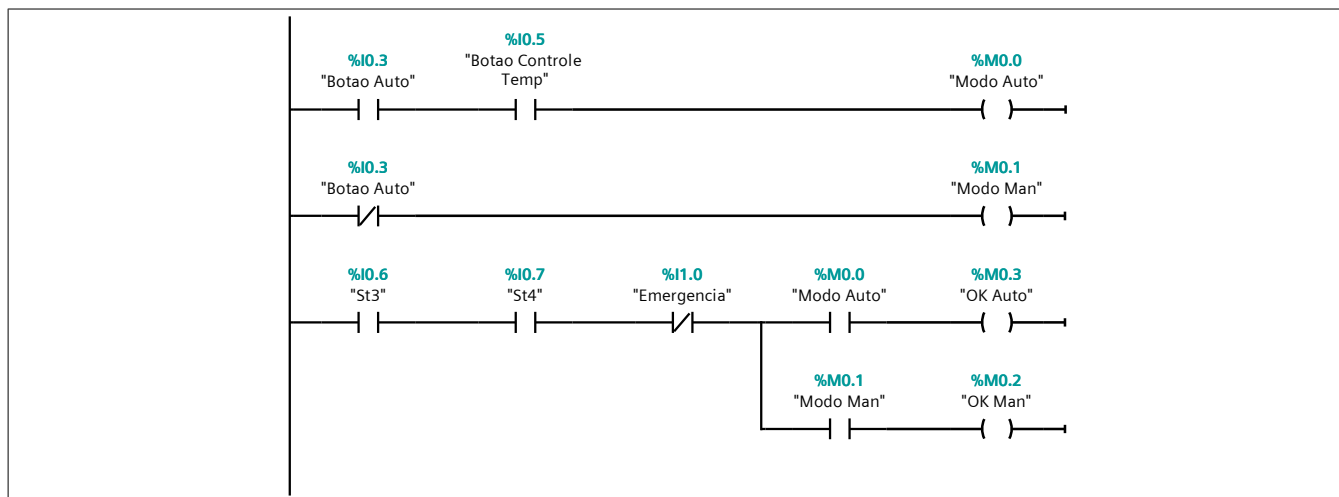 %I0.5
%I0.3 "Botao Controle %M0.0
"Botao Auto" Temp" "Modo Auto"
%I0.3 %M0.1
"Botao Auto" "Modo Man"
%I0.6 %I0.7 %I1.0 %M0.0 %M0.3
"St3" "St4" "Emergencia" "Modo Auto" "OK Auto"
%M0.1 %M0.2
"Modo Man" "OK Man"